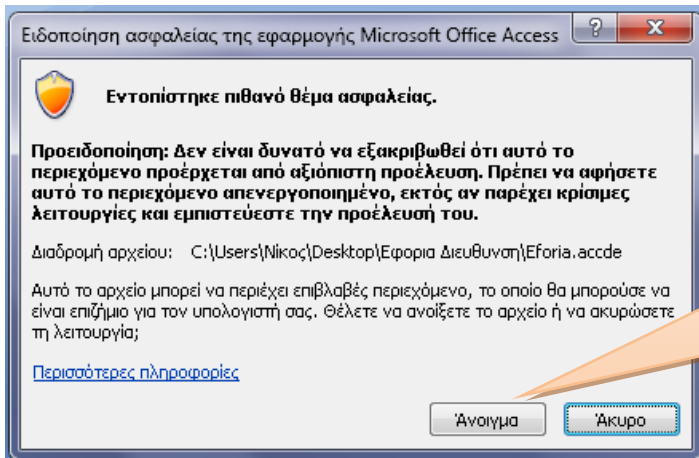 Ειδοποίηση ασφαλείας της εφαρμογής Microsoft Office Access
?
X
Εντοπίστηκε πιθανό θέμα ασφαλείας.
Προειδοποίηση: Δεν είναι δυνατό να εξακριβωθεί ότι αυτό το
περιεχόμενο προέρχεται από αξιόπιστη προέλευση. Πρέπει να αφήσετε
αυτό το περιεχόμενο απενεργοποιημένο, εκτός αν παρέχει κρίσιμες
λειτουργίες και εμπιστεύεστε την προέλευσή του.
Διαδρομή αρχείου: C:\Users\Νίκος\Desktop\Εφορια Διευθυνση\Eforia.accde
Αυτό το αρχείο μπορεί να περιέχει επιβλαβές περιεχόμενο, το οποίο θα μπορούσε να
είναι επιζήμιο για τον υπολογιστή σας. Θέλετε να ανοίξετε το αρχείο ή να ακυρώσετε
τη λειτουργία;
Περισσότερες πληροφορίες
Άνοιγμα
Άκυρο